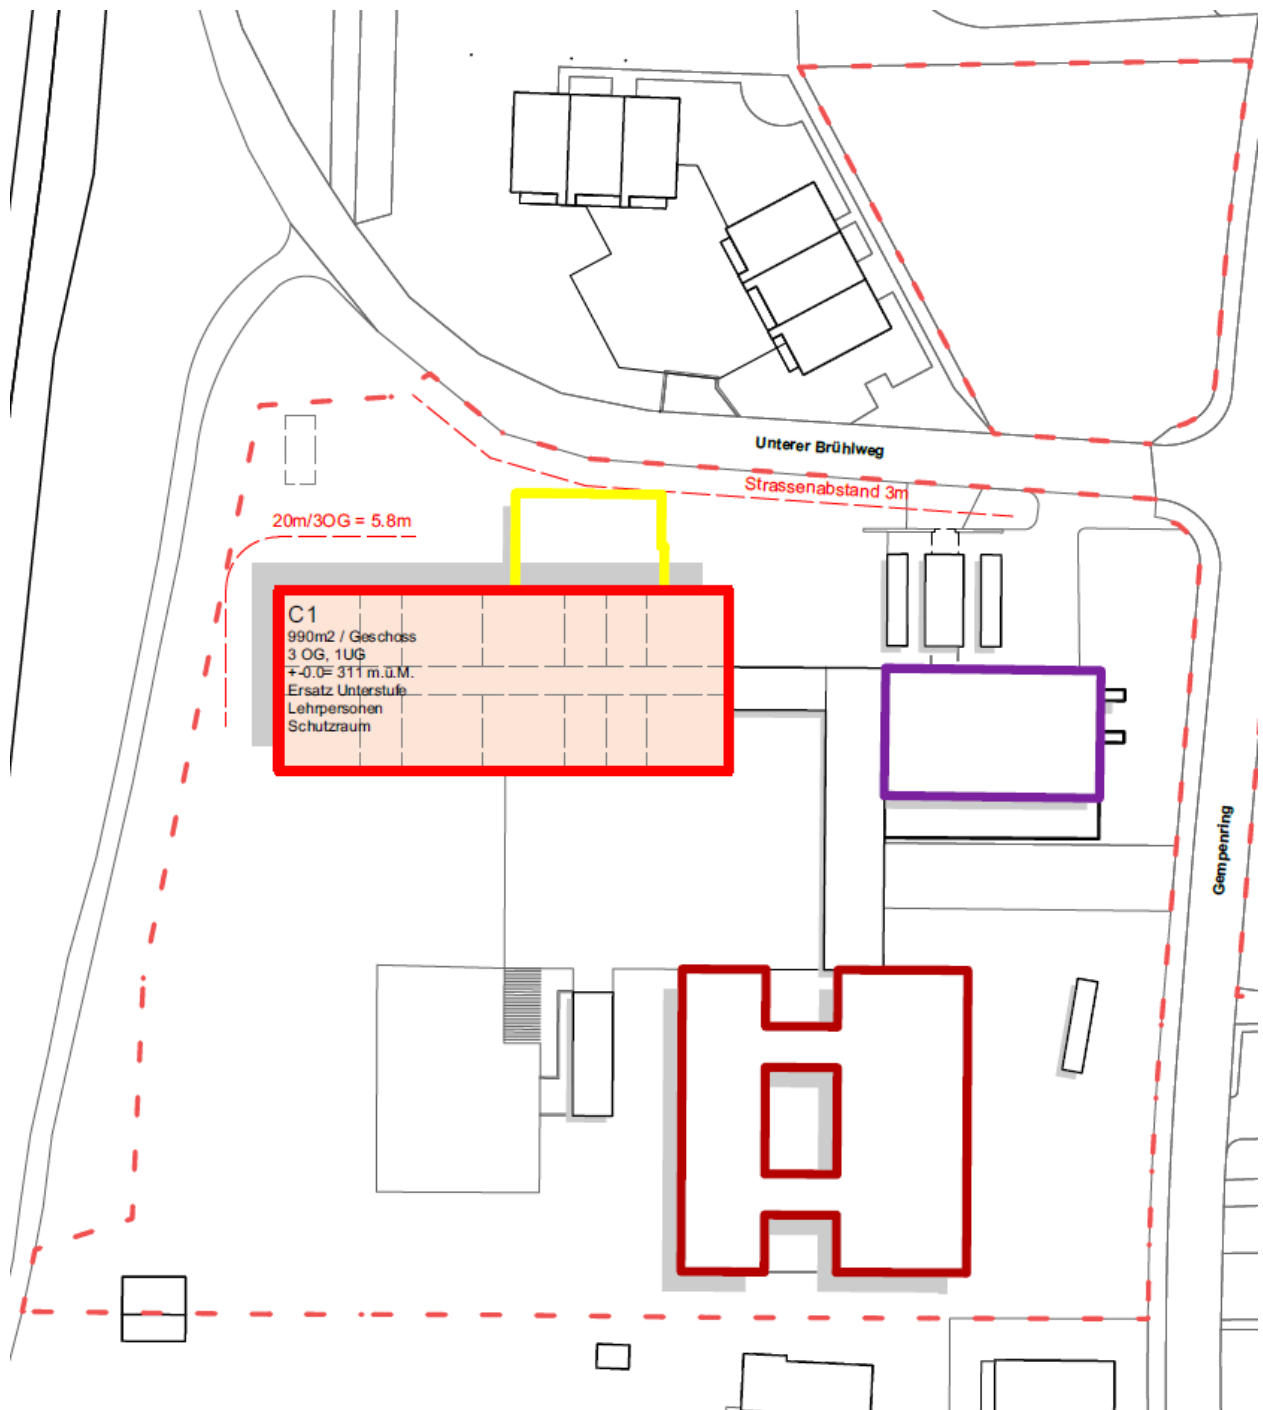 Unterer Brühlweg
Strassenabstand 3m
20m/3OG = 5.8m
C1
990m2 / Geschoss
3 OG, 1UG
+-0.0= 311 m.ü.M.
Ersatz Unterstufe
Lehrpersonen
Schutzraum
Gempenring